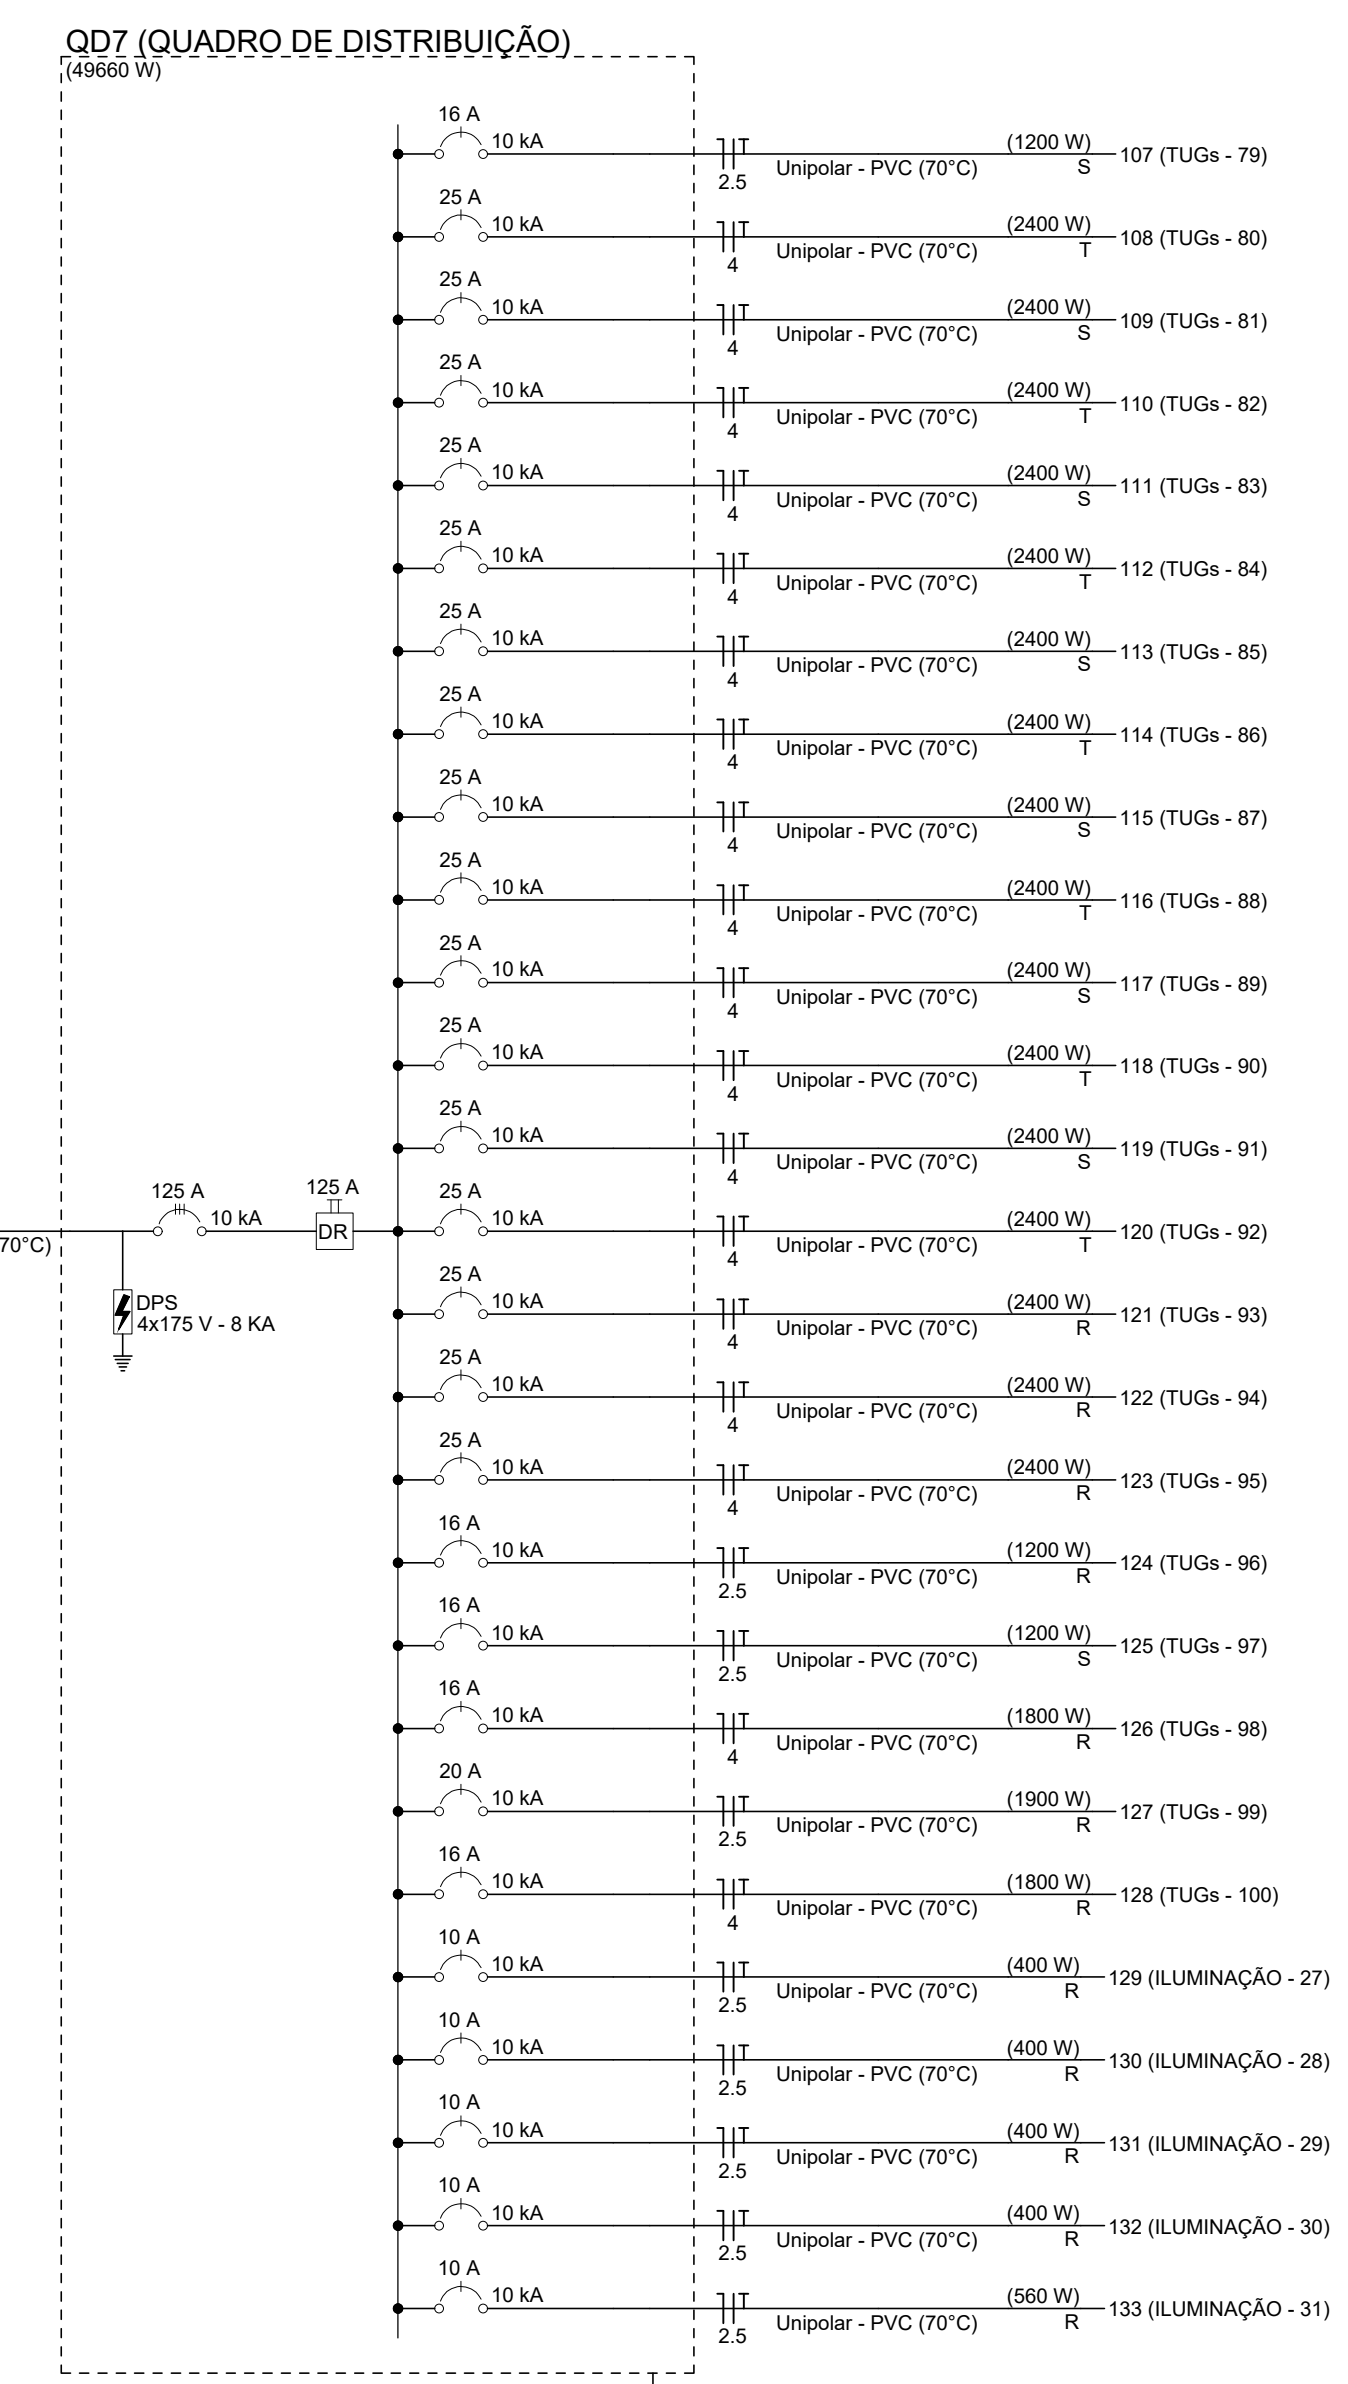 QD7 (QUADRO DE DISTRIBUIÇÃO)
(49660 W)
16 A
10 kA
2.5
Unipolar - PVC (70°C)
(1200 W)
S
107 (TUGs - 79)
25 A
10 kA
4
Unipolar - PVC (70°C)
(2400 W)
T
108 (TUGs - 80)
25 A
10 kA
4
Unipolar - PVC (70°C)
(2400 W)
S
109 (TUGs - 81)
25 A
10 kA
4
Unipolar - PVC (70°C)
(2400 W)
T
110 (TUGs - 82)
25 A
10 kA
4
Unipolar - PVC (70°C)
(2400 W)
S
111 (TUGs - 83)
25 A
10 kA
4
Unipolar - PVC (70°C)
(2400 W)
T
112 (TUGs - 84)
25 A
10 kA
4
Unipolar - PVC (70°C)
(2400 W)
S
113 (TUGs - 85)
25 A
10 kA
4
Unipolar - PVC (70°C)
(2400 W)
T
114 (TUGs - 86)
25 A
10 kA
4
Unipolar - PVC (70°C)
(2400 W)
S
115 (TUGs - 87)
25 A
10 kA
4
Unipolar - PVC (70°C)
(2400 W)
T
116 (TUGs - 88)
25 A
10 kA
4
Unipolar - PVC (70°C)
(2400 W)
S
117 (TUGs - 89)
25 A
10 kA
4
Unipolar - PVC (70°C)
(2400 W)
T
118 (TUGs - 90)
25 A
10 kA
4
Unipolar - PVC (70°C)
(2400 W)
S
119 (TUGs - 91)
70°C)
125 A
10 kA
125 A
DR
DPS
4x175 V - 8 KA
25 A
10 kA
4
Unipolar - PVC (70°C)
(2400 W)
T
120 (TUGs - 92)
25 A
10 kA
4
Unipolar - PVC (70°C)
(2400 W)
R
121 (TUGs - 93)
25 A
10 kA
4
Unipolar - PVC (70°C)
(2400 W)
R
122 (TUGs - 94)
25 A
10 kA
4
Unipolar - PVC (70°C)
(2400 W)
R
123 (TUGs - 95)
16 A
10 kA
2.5
Unipolar - PVC (70°C)
(1200 W)
R
124 (TUGs - 96)
16 A
10 kA
2.5
Unipolar - PVC (70°C)
(1200 W)
S
125 (TUGs - 97)
16 A
10 kA
4
Unipolar - PVC (70°C)
(1800 W)
R
126 (TUGs - 98)
20 A
10 kA
2.5
Unipolar - PVC (70°C)
(1900 W)
R
127 (TUGs - 99)
16 A
10 kA
4
Unipolar - PVC (70°C)
(1800 W)
R
128 (TUGs - 100)
10 A
10 kA
2.5
Unipolar - PVC (70°C)
(400 W)
R
129 (ILUMINAÇÃO - 27)
10 A
10 kA
2.5
Unipolar - PVC (70°C)
(400 W)
R
130 (ILUMINAÇÃO - 28)
10 A
10 kA
2.5
Unipolar - PVC (70°C)
(400 W)
R
131 (ILUMINAÇÃO - 29)
10 A
10 kA
2.5
Unipolar - PVC (70°C)
(400 W)
R
132 (ILUMINAÇÃO - 30)
10 A
10 kA
2.5
Unipolar - PVC (70°C)
(560 W)
R
133 (ILUMINAÇÃO - 31)